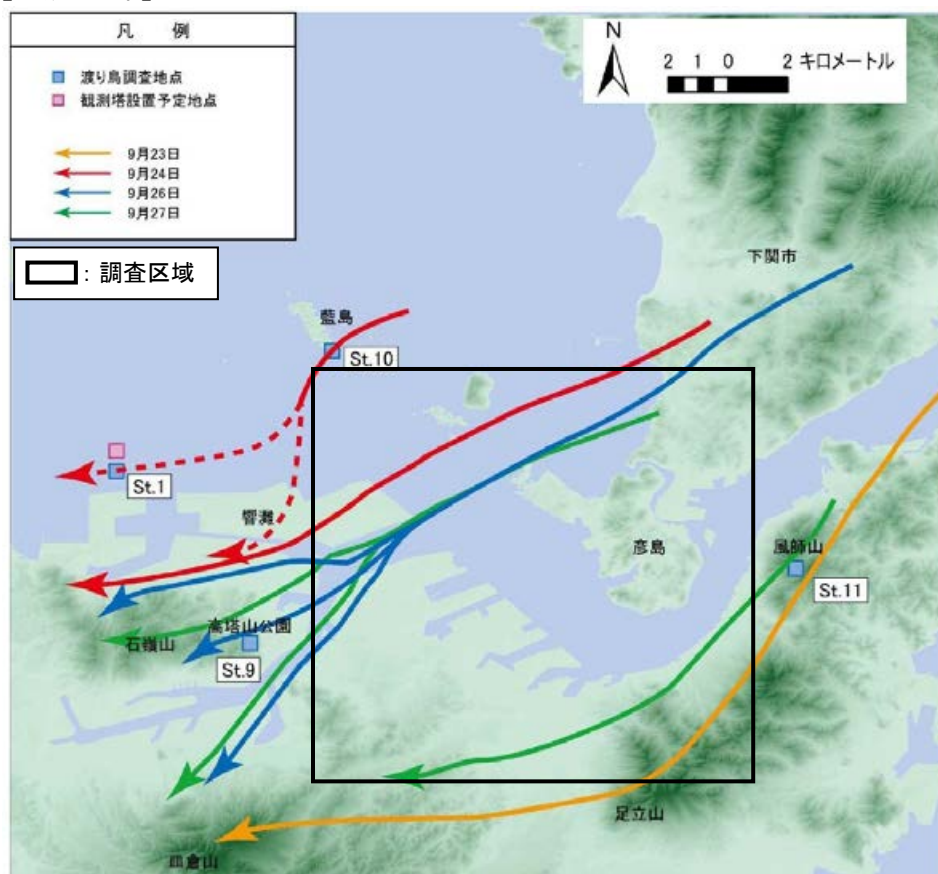 凡 例
渡り鳥調査地点
観測塔設置予定地点
9月23日
9月24日
9月26日
9月27日
：調査区域
N
2 1 0 2 キロメートル
下関市
藍島
St.10
St.1
響灘
彦島
風師山
St.11
高塔山公園
石嶺山
St.9
足立山
皿倉山